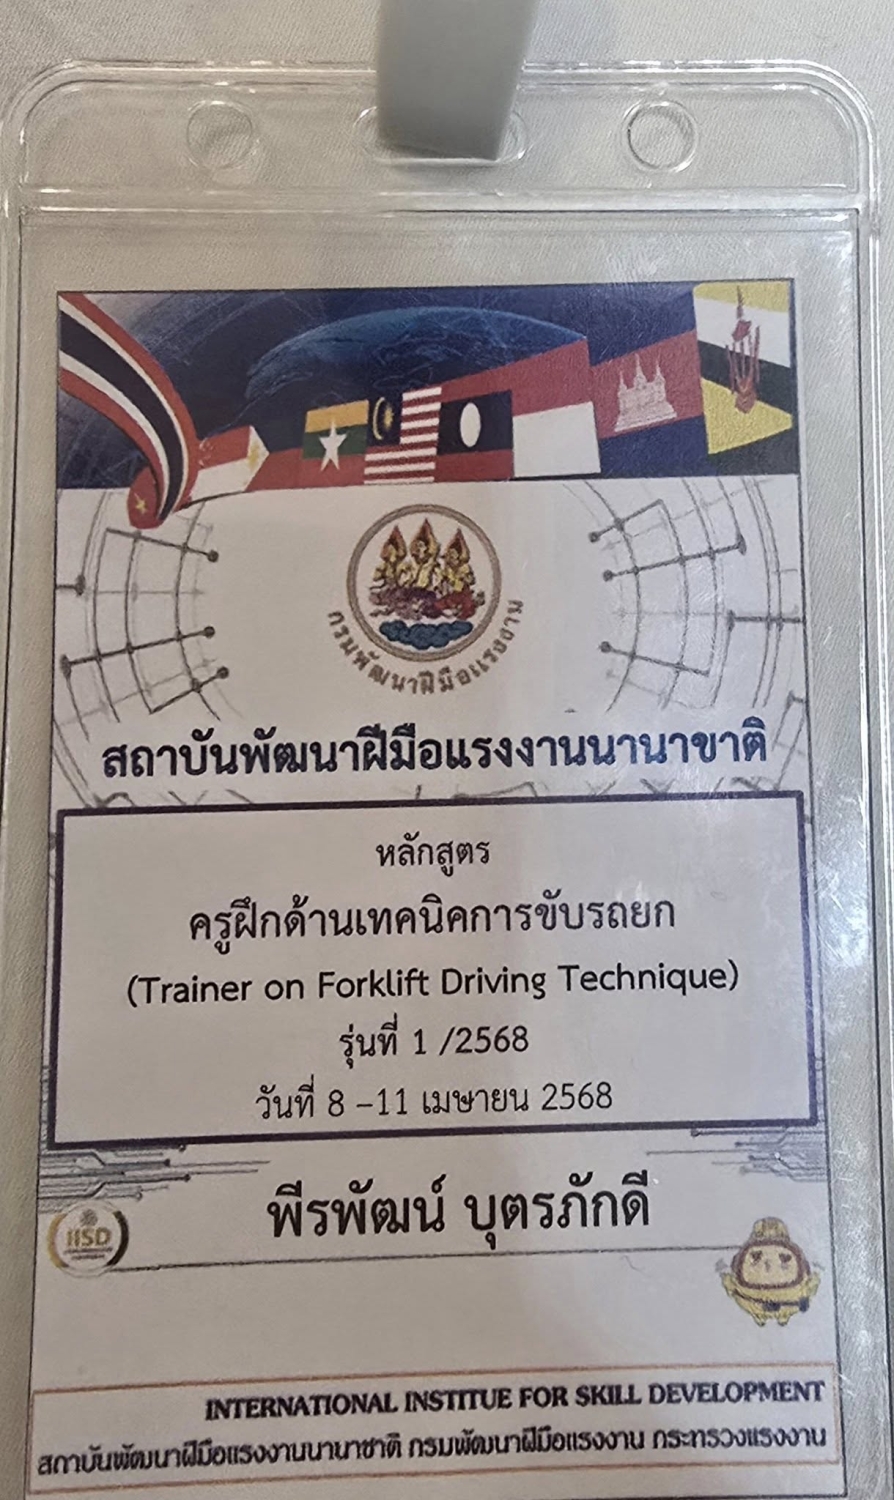 กรมพัฒนาฝีมือแรงงาน
สถาบันพัฒนาฝีมือแรงงานนานาชาติ
หลักสูตร
ครูฝึกด้านเทคนิคการขับรถยก
(Trainer on Forklift Driving Technique)
รุ่นที่ 1 /2568
วันที่ 8 -11 เมษายน 2568
พีรพัฒน์ บุตรภักดี
IISD
INTERNATIONAL INSTITUE FOR SKILL DEVELOPMENT
สถาบันพัฒนาฝีมือแรงงานนานาชาติ กรมพัฒนาฝีมือแรงงาน กระทรวงแรงงาน